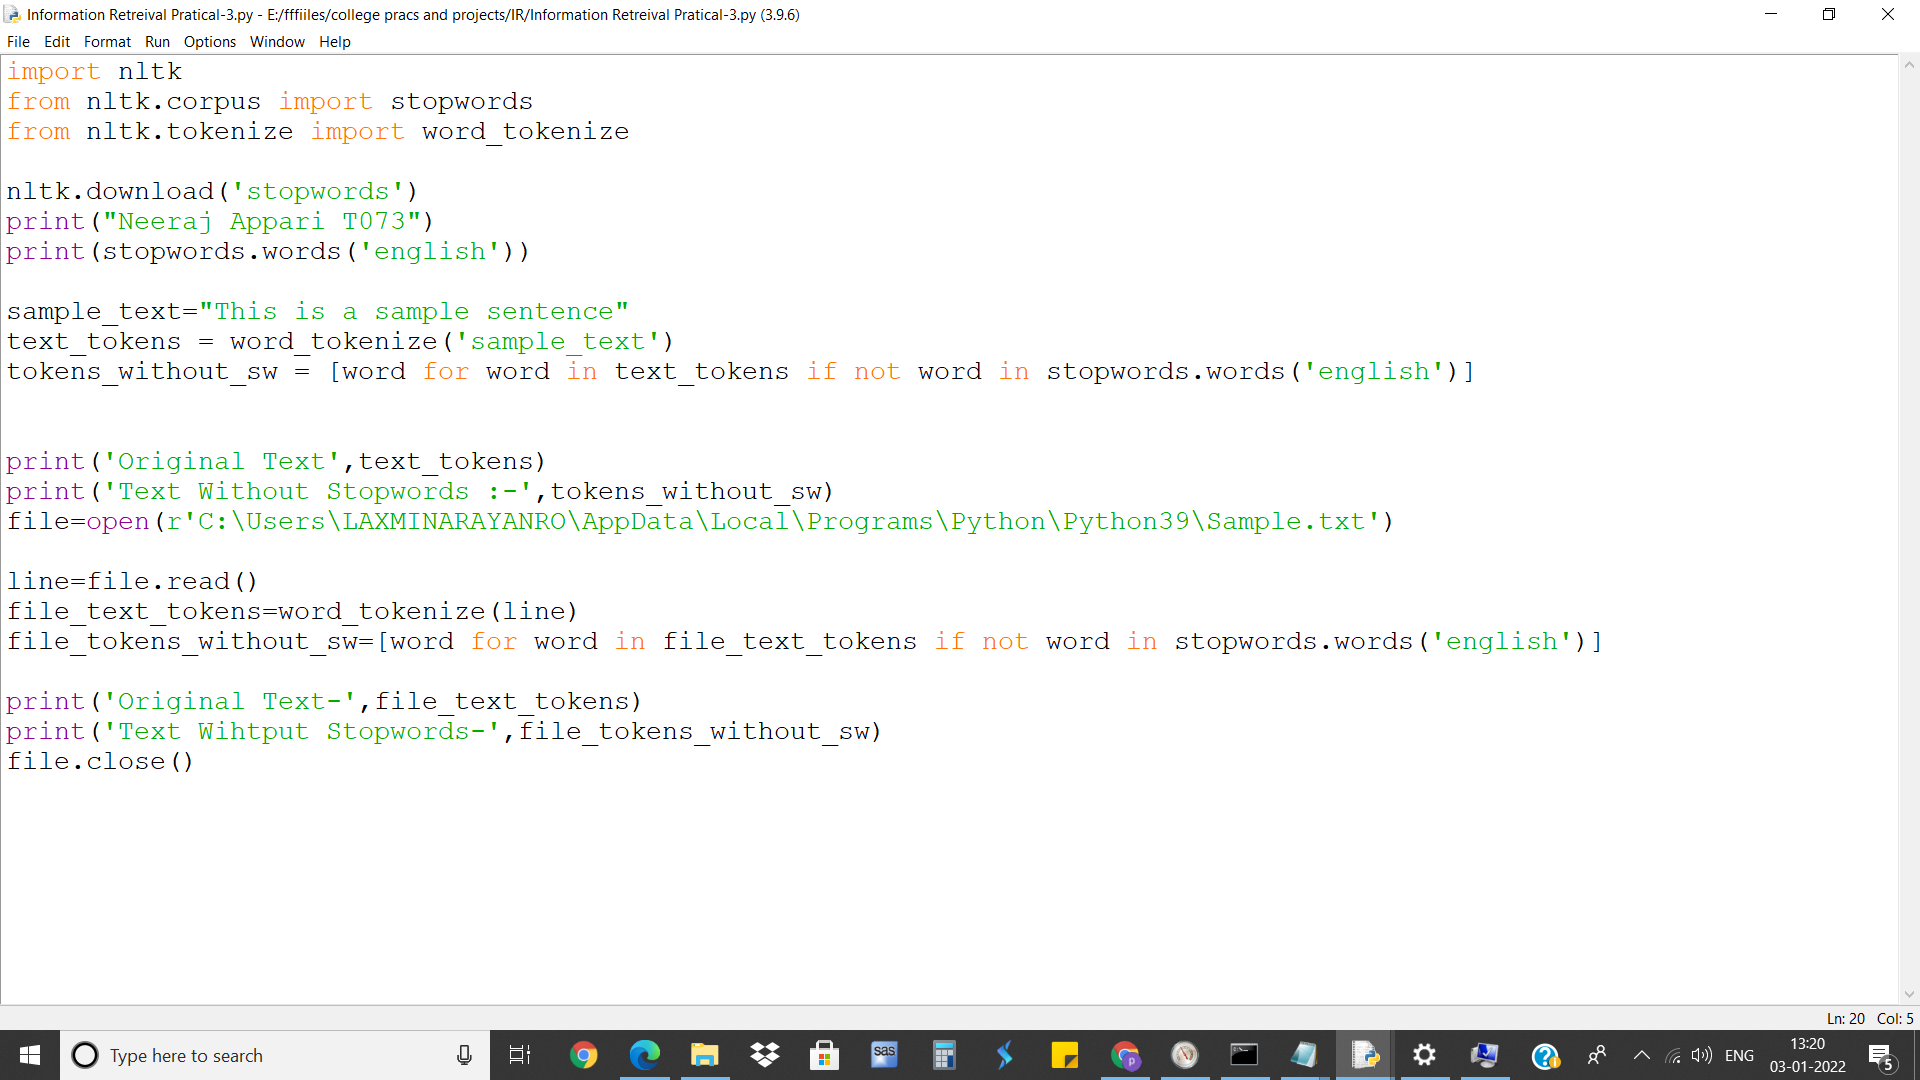 Information Retreival Pratical-3.py - E:/fffiiles/college pracs and projects/IR/Information Retreival Pratical-3.py (3.9.6)
File Edit Format Run Options Window Help
import nltk
from nltk.corpus import stopwords
from nltk.tokenize import word_tokenize
nltk.download('stopwords')
print("Neeraj Appari T073")
print(stopwords.words('english'))
sample_text="This is a sample sentence"
text_tokens = word_tokenize('sample_text')
tokens_without_sw = [word for word in text_tokens if not word in stopwords.words('english')]
print('Original Text',text_tokens)
print('Text Without Stopwords :-',tokens_without_sw)
file=open(r'C:\Users\LAXMINARAYANRO\AppData\Local\Programs\Python\Python39\Sample.txt')
line=file.read()
file_text_tokens=word_tokenize(line)
file_tokens_without_sw=[word for word in file_text_tokens if not word in stopwords.words('english')]
print('Original Text-',file_text_tokens)
print('Text Wihtput Stopwords-',file_tokens_without_sw)
file.close()
Ln: 20 Col: 5
Type here to search
sas
p
ENG
13:20
03-01-2022
5